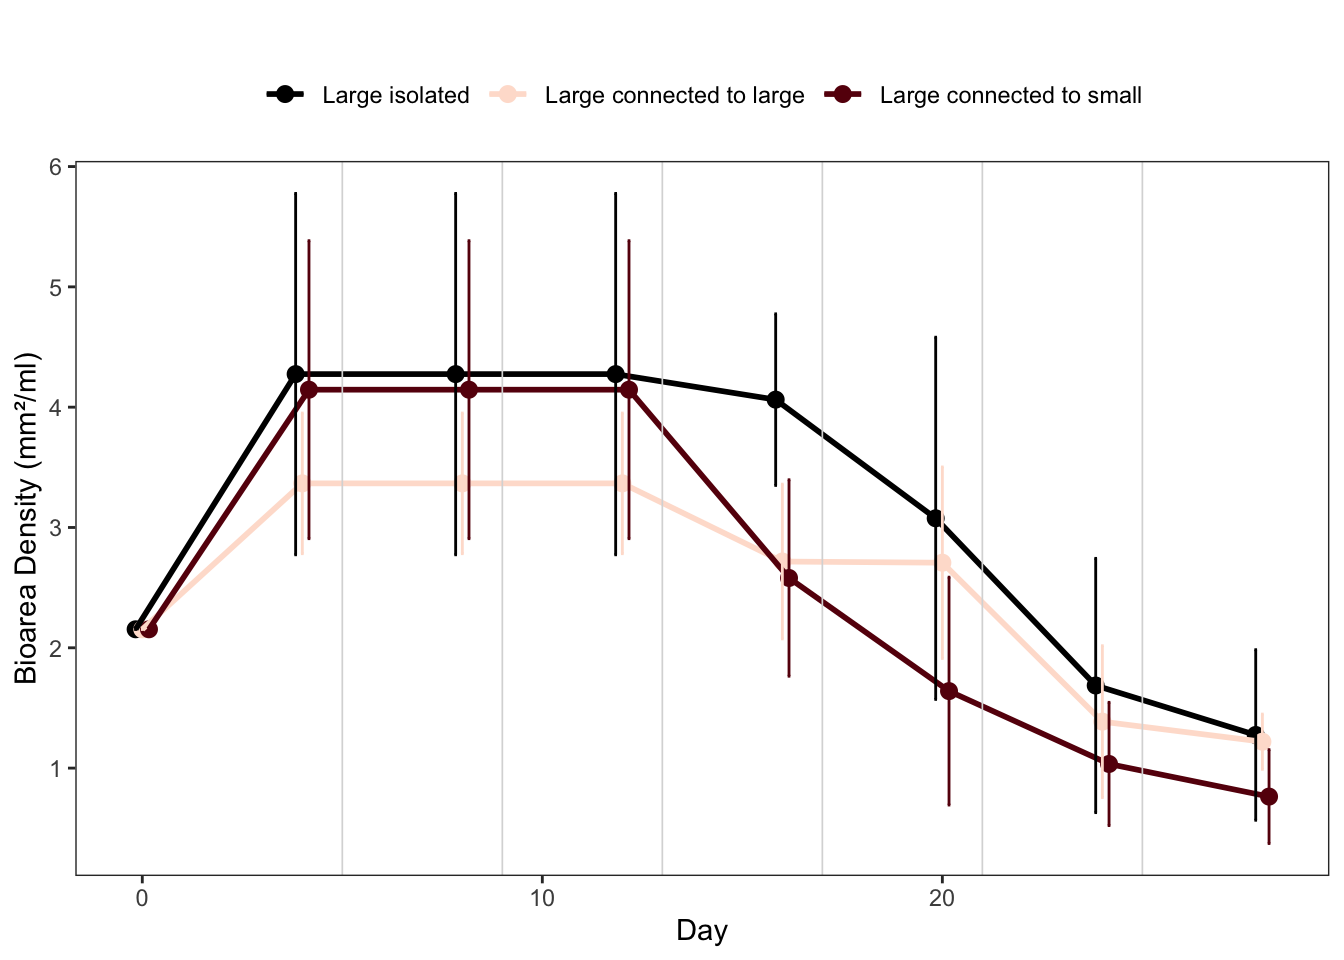 Large isolated Large connected to large Large connected to small
Bioarea Density (mm²/ml)
6
5
4
3
2
1
0 10 20
Day